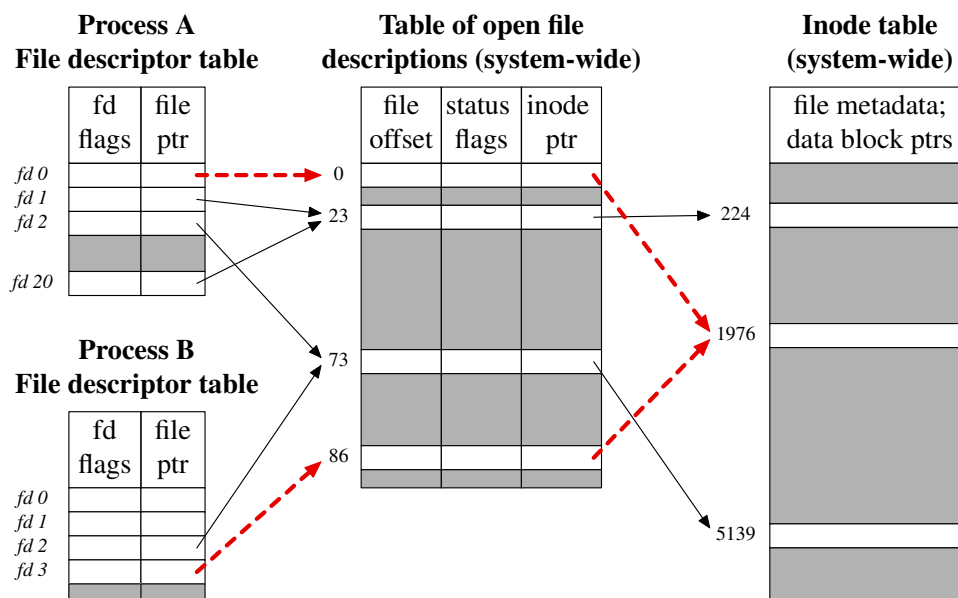 Process A
File descriptor table
fd
flags
file
ptr
fd 0
fd 1
fd 2
fd 20
Process B
File descriptor table
fd
flags
file
ptr
fd 0
fd 1
fd 2
fd 3
Table of open file
descriptions (system-wide)
file
offset
status
flags
inode
ptr
0
23
73
86
Inode table
(system-wide)
file metadata;
data block ptrs
224
1976
5139